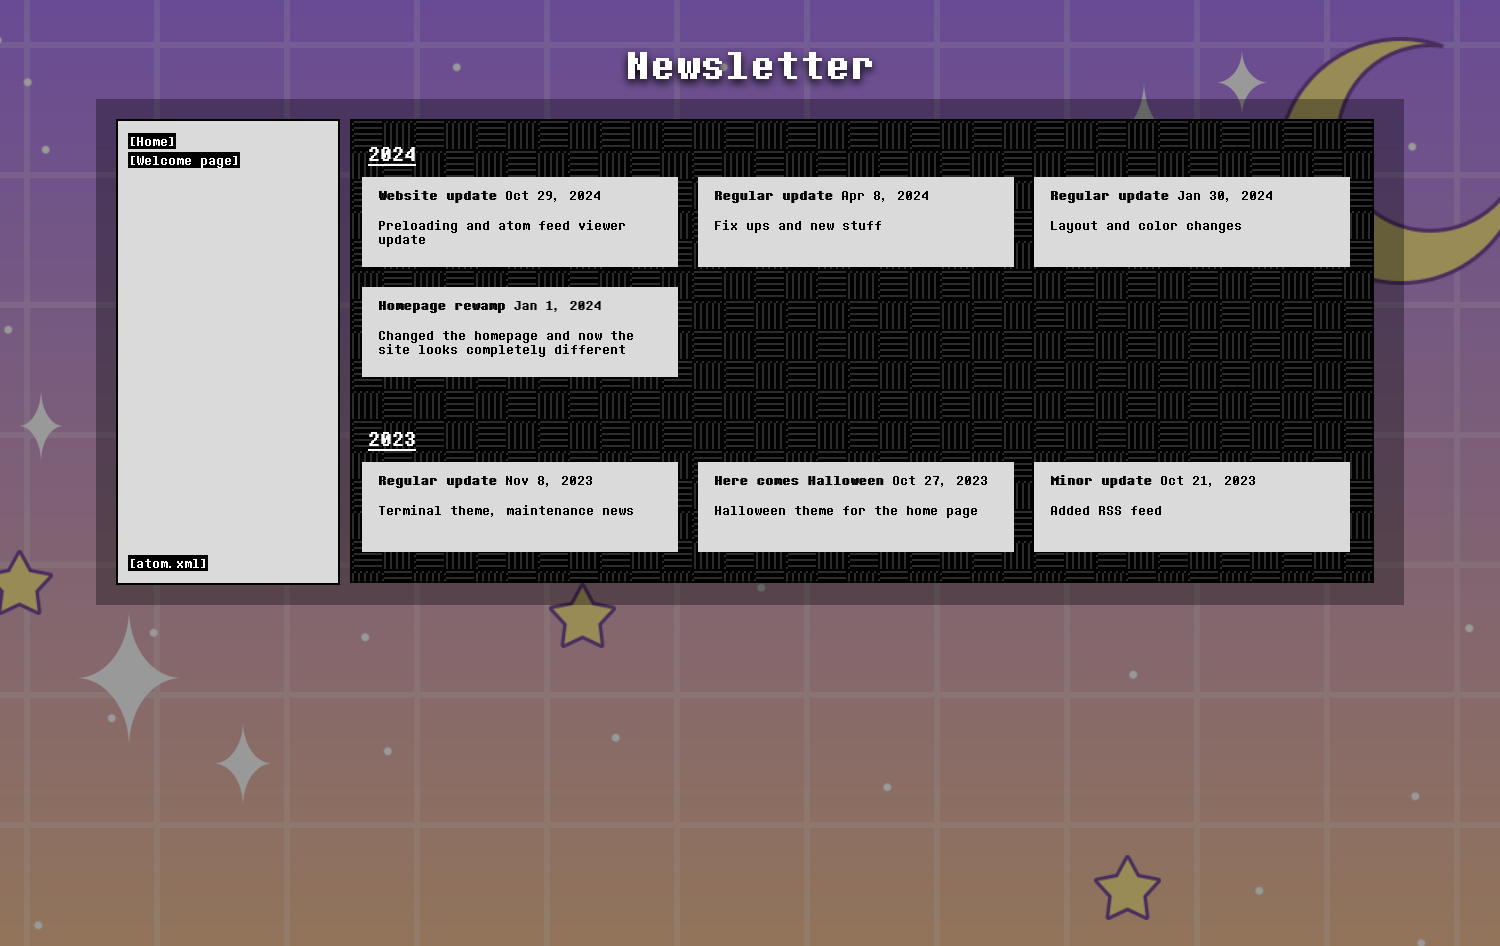 Newsletter
[Home]
[Welcome page]
[atom.xml]
2024
Website update Oct 29, 2024
Preloading and atom feed viewer
update
Regular update Apr 8, 2024
Fix ups and new stuff
Regular update Jan 30, 2024
Layout and color changes
Homepage revamp Jan 1, 2024
Changed the homepage and now the
site looks completely different
2023
Regular update Nov 8, 2023
Terminal theme, maintenance news
Here comes Halloween Oct 27, 2023
Halloween theme for the home page
Minor update Oct 21, 2023
Added RSS feed